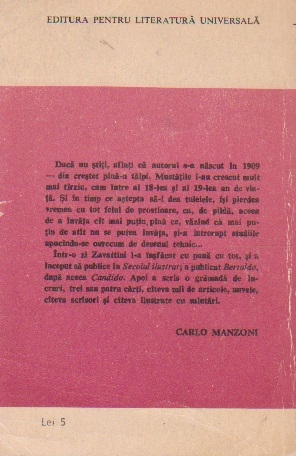 EDITURA PENTRU LITERATURĂ UNIVERSALĂ
Dacă nu știți, aflați că autorul s-a născut în 1909
— din creștet pînă-n tălpi. Mustățile i-au crescut mult
mai tîrziu, cam între al 18-lea și al 19-lea an de via-
ță. Și în timp ce aștepta să-i dea tuleiele, își pierdea
vremea cu tot felul de prostioare, cu, de pildă, aceea
de a învăța cît mai puțin, pînă ce, văzînd că mai pu-
țin de atît nu se putea învăța, și-a întrerupt studiile
apucîndu-se oarecum de desenul tehnic...
Într-o zi Zavattini l-a înșfăcat cu pană cu tot, și a
început să publice în Secolul ilustrat; a publicat Bertoldo,
după aceea Candido. Apoi a scris o grămadă de lu-
cruri, trei sau patru cărți, cîteva mii de articole, nuvele,
cîteva scrisori și cîteva ilustrate cu salutări.
CARLO MANZONI
Lei 5